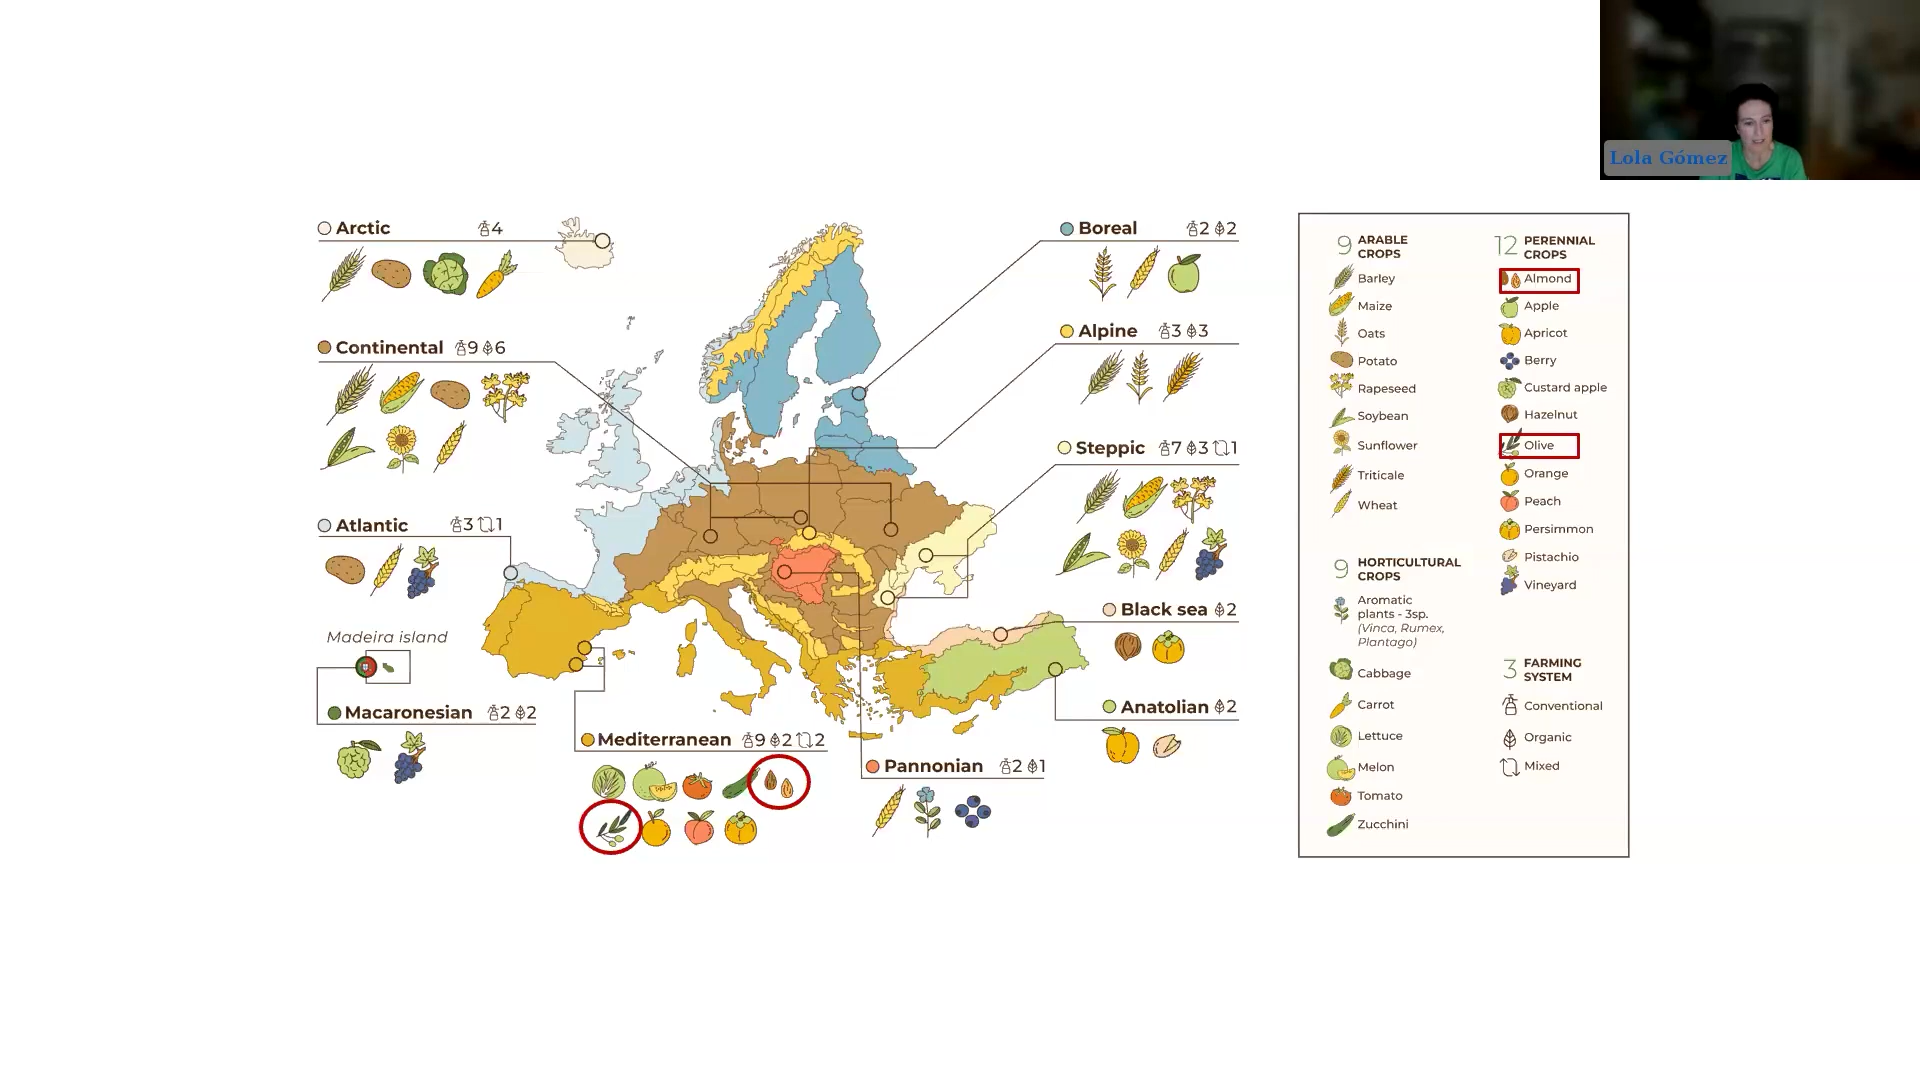 Lola Gómez
Arctic 4
Continental 9 6
Atlantic 3 1
Madeira island
Macaronesian 2 2
Mediterranean 9 2 2
Boreal 2 2
Alpine 3 3
Steppic 7 3 1
Black sea 2
Anatolian 2
Pannonian 2 1
9 ARABLE
CROPS
Barley
Maize
Oats
Potato
Rapeseed
Soybean
Sunflower
Triticale
Wheat
9 HORTICULTURAL
CROPS
Aromatic
plants - 3sp.
(Vinca, Rumex,
Plantago)
Cabbage
Carrot
Lettuce
Melon
Tomato
Zucchini
12 PERENNIAL
CROPS
Almond
Apple
Apricot
Berry
Custard apple
Hazelnut
Olive
Orange
Peach
Persimmon
Pistachio
Vineyard
3 FARMING
SYSTEM
Conventional
Organic
Mixed